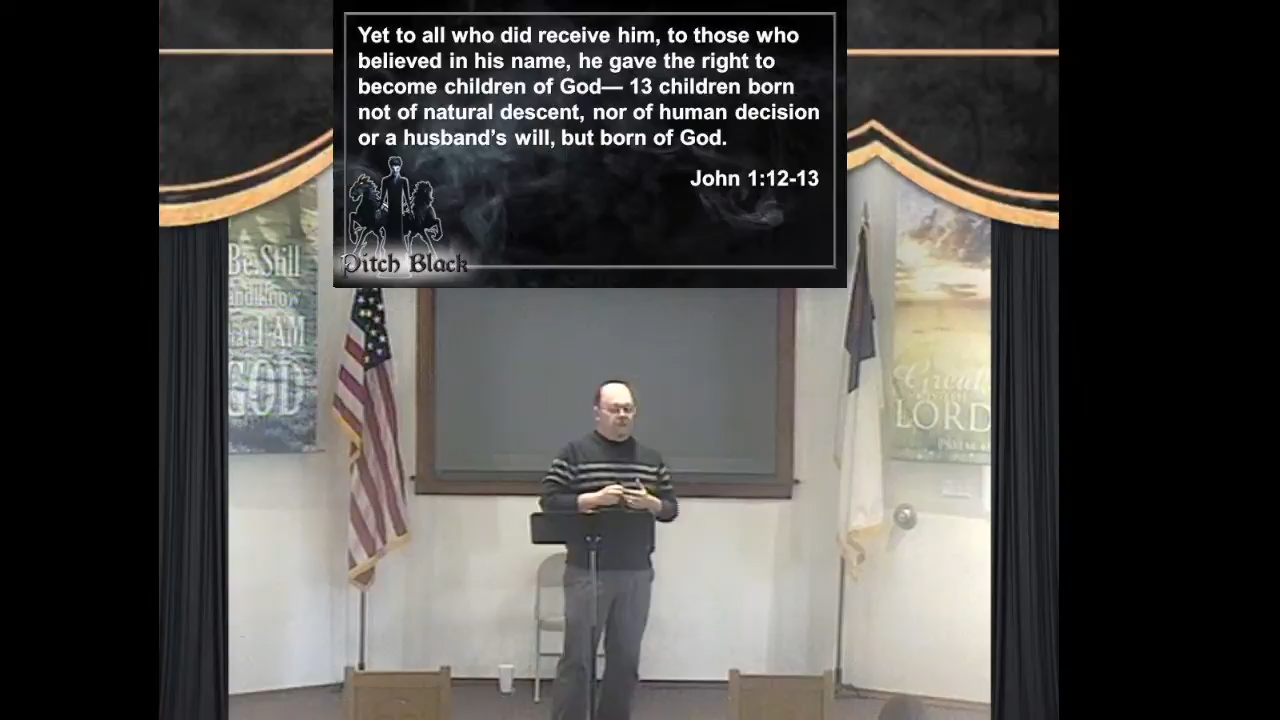 Yet to all who did receive him, to those who
believed in his name, he gave the right to
become children of God— 13 children born
not of natural descent, nor of human decision
or a husband's will, but born of God.
John 1:12-13
Pitch Black
Be Still
and know
I AM
GOD
Great
LORD